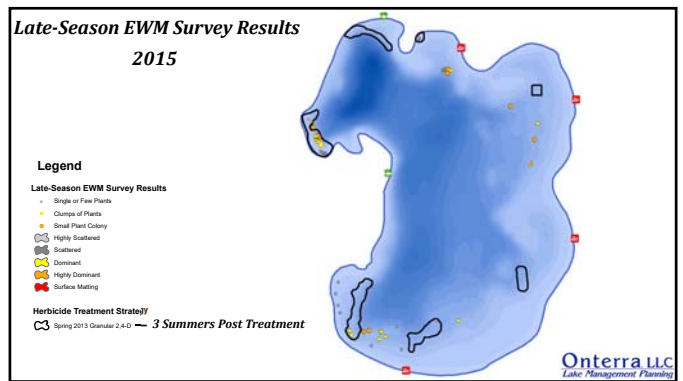 Late-Season EWM Survey Results
2015
Legend
Late-Season EWM Survey Results
Single or Few Plants
Clumps of Plants
Small Plant Colony
Highly Scattered
Scattered
Dominant
Highly Dominant
Surface Matting
Herbicide Treatment Strategy
Spring 2013 Granular 2,4-D – 3 Summers Post Treatment
Onterra LLC
Lake Management Planning